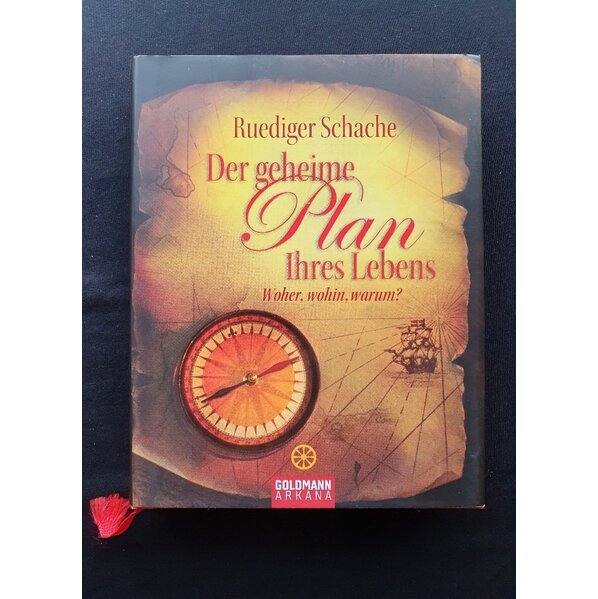 Ruediger Schache
Der geheime
Plan
Ihres Lebens
Woher, wohin, warum?
GOLDMANN
ARKANA